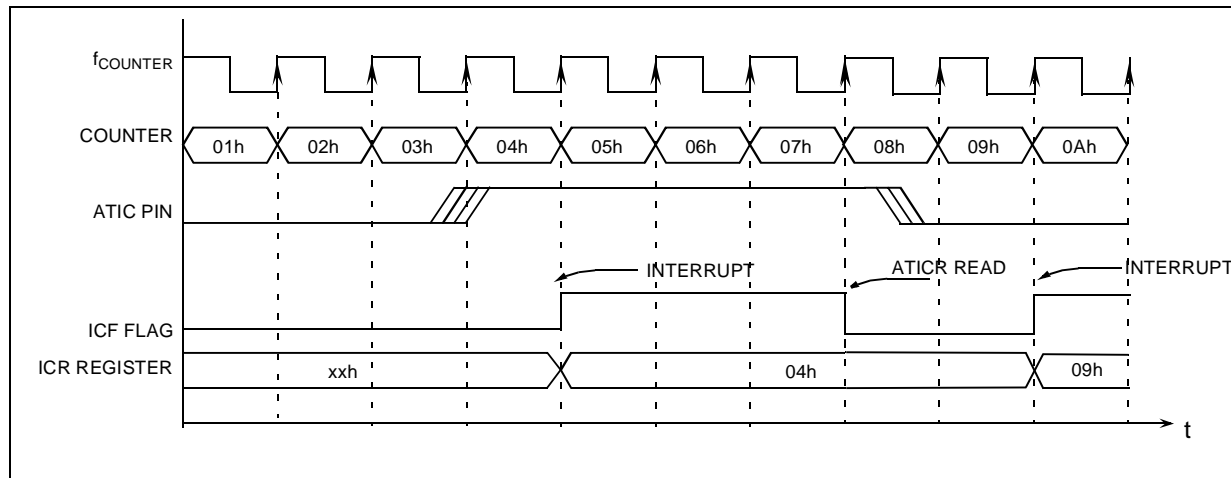 fCOUNTER
COUNTER 01h 02h 03h 04h 05h 06h 07h 08h 09h 0Ah
ATIC PIN
INTERRUPT ATICR READ INTERRUPT
ICF FLAG
ICR REGISTER xxh 04h 09h
t